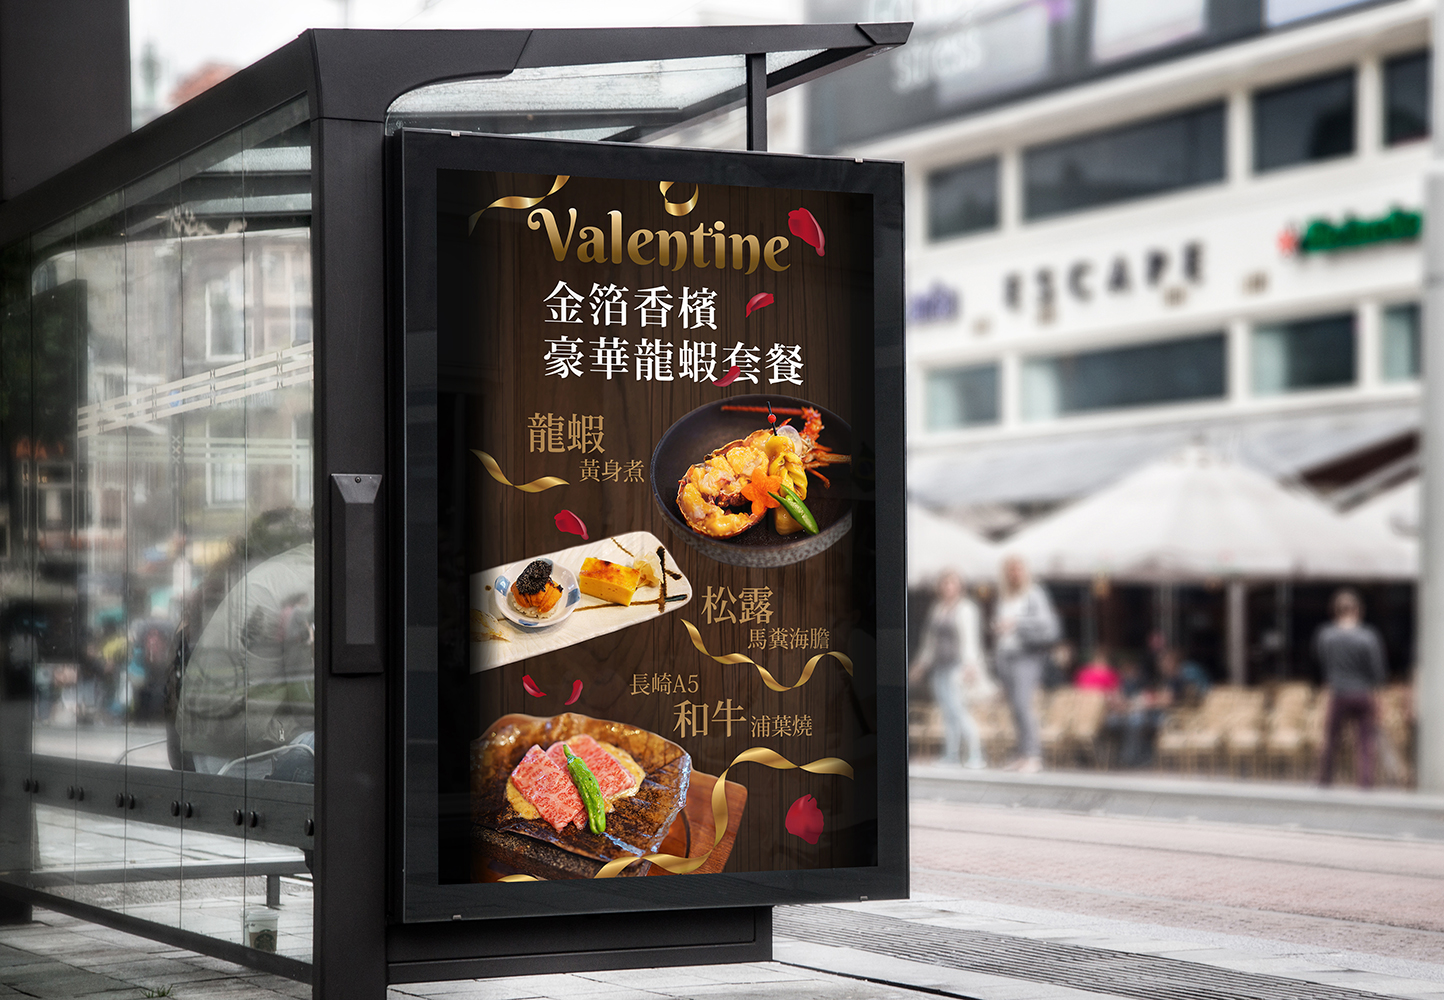 Valentine
金箔香檳
豪華龍蝦套餐
龍蝦
黃身煮
松露
馬糞海膽
長崎A5
和牛 浦葉燒
ESCAPE
Heineken